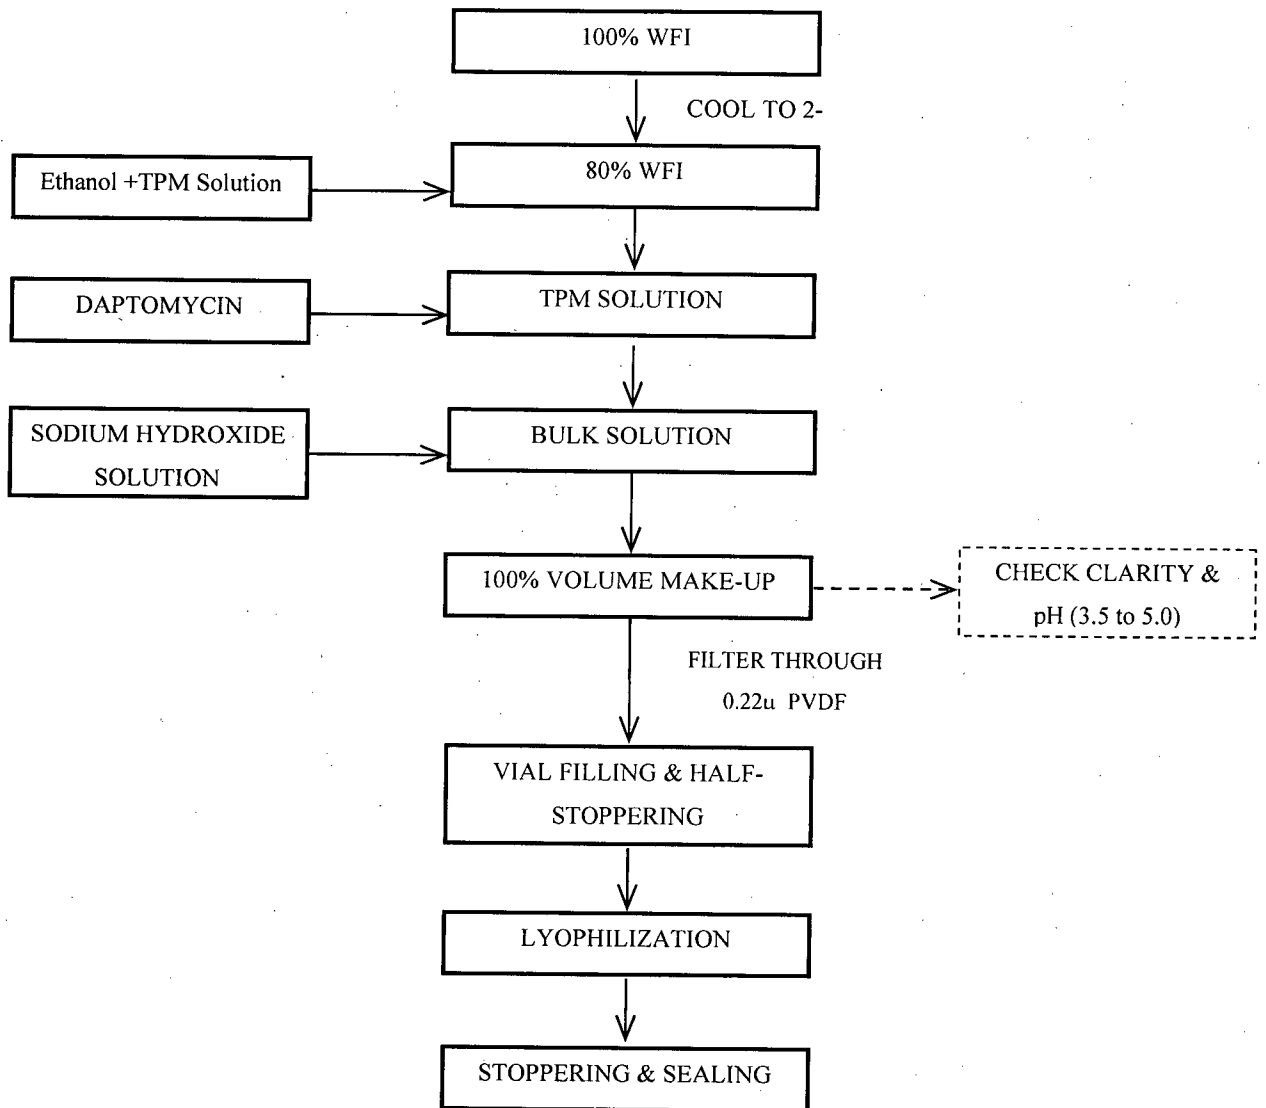 100% WFI
COOL TO 2-
80% WFI
Ethanol +TPM Solution
TPM SOLUTION
DAPTOMYCIN
BULK SOLUTION
SODIUM HYDROXIDE
SOLUTION
100% VOLUME MAKE-UP
CHECK CLARITY &
pH (3.5 to 5.0)
FILTER THROUGH
0.22u PVDF
VIAL FILLING & HALF-
STOPPERING
LYOPHILIZATION
STOPPERING & SEALING